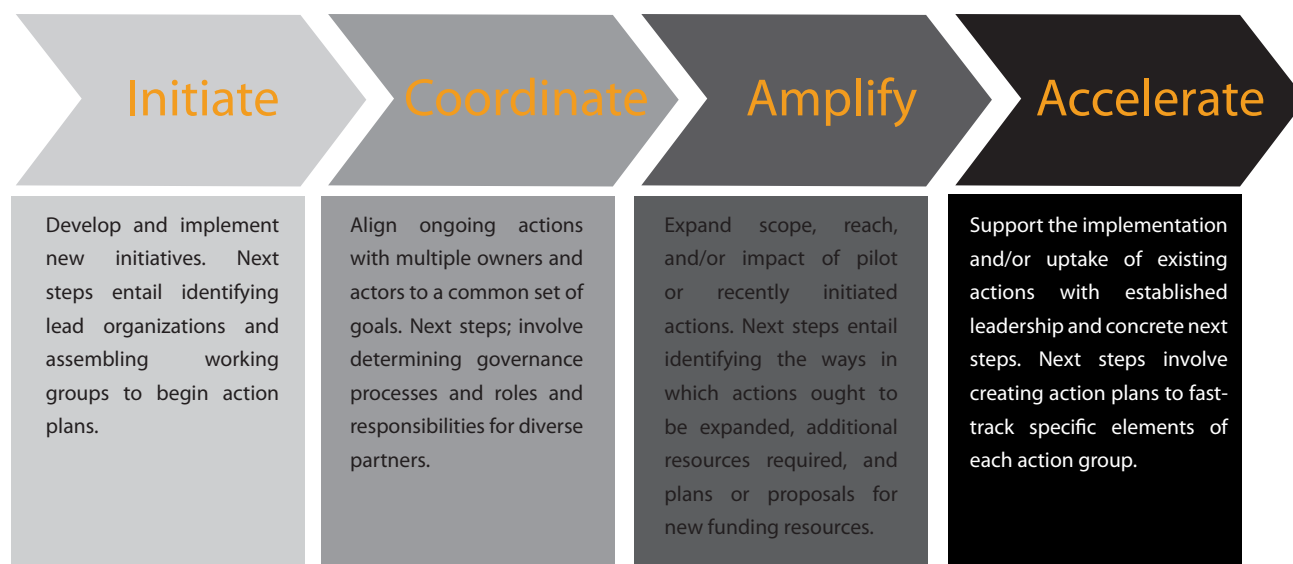 Initiate
Develop and implement
new initiatives. Next
steps entail identifying
lead organizations and
assembling working
groups to begin action
plans.
Coordinate
Align ongoing actions
with multiple owners and
actors to a common set of
goals. Next steps; involve
determining governance
processes and roles and
responsibilities for diverse
partners.
Amplify
Expand scope, reach,
and/or impact of pilot
or recently initiated
actions. Next steps entail
identifying the ways in
which actions ought to
be expanded, additional
resources required, and
plans or proposals for
new funding resources.
Accelerate
Support the implementation
and/or uptake of existing
actions with established
leadership and concrete next
steps. Next steps involve
creating action plans to fast-
track specific elements of
each action group.